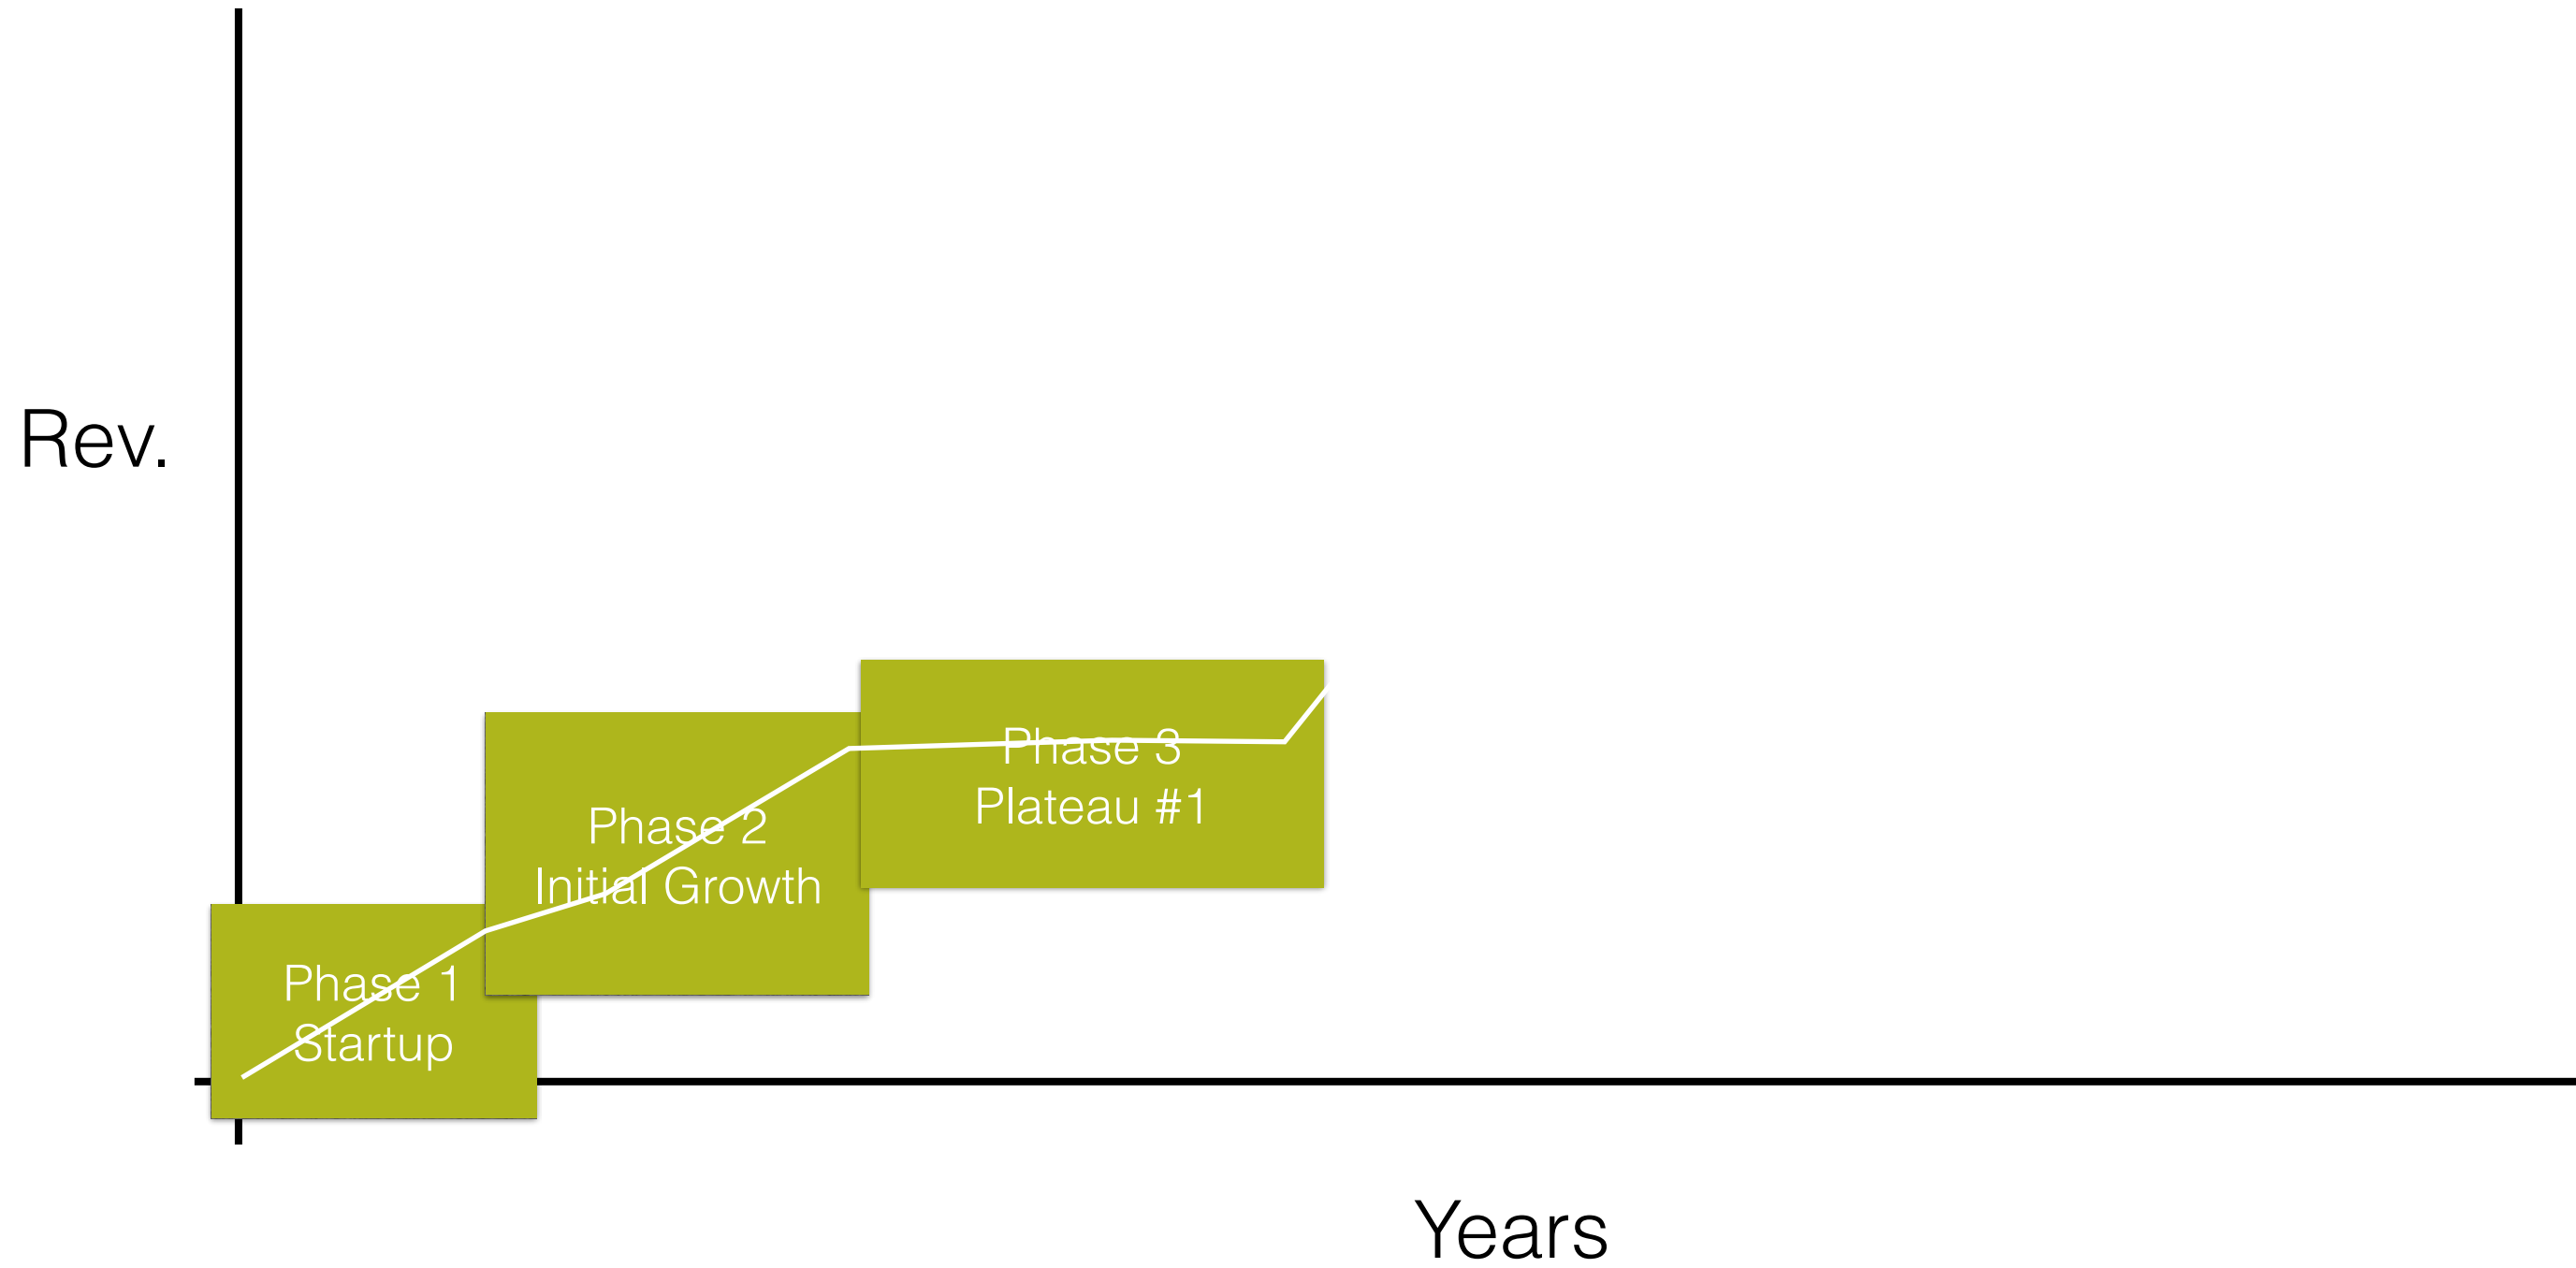 Rev.
Phase 3
Plateau #1
Phase 2
Initial Growth
Phase 1
Startup
Years